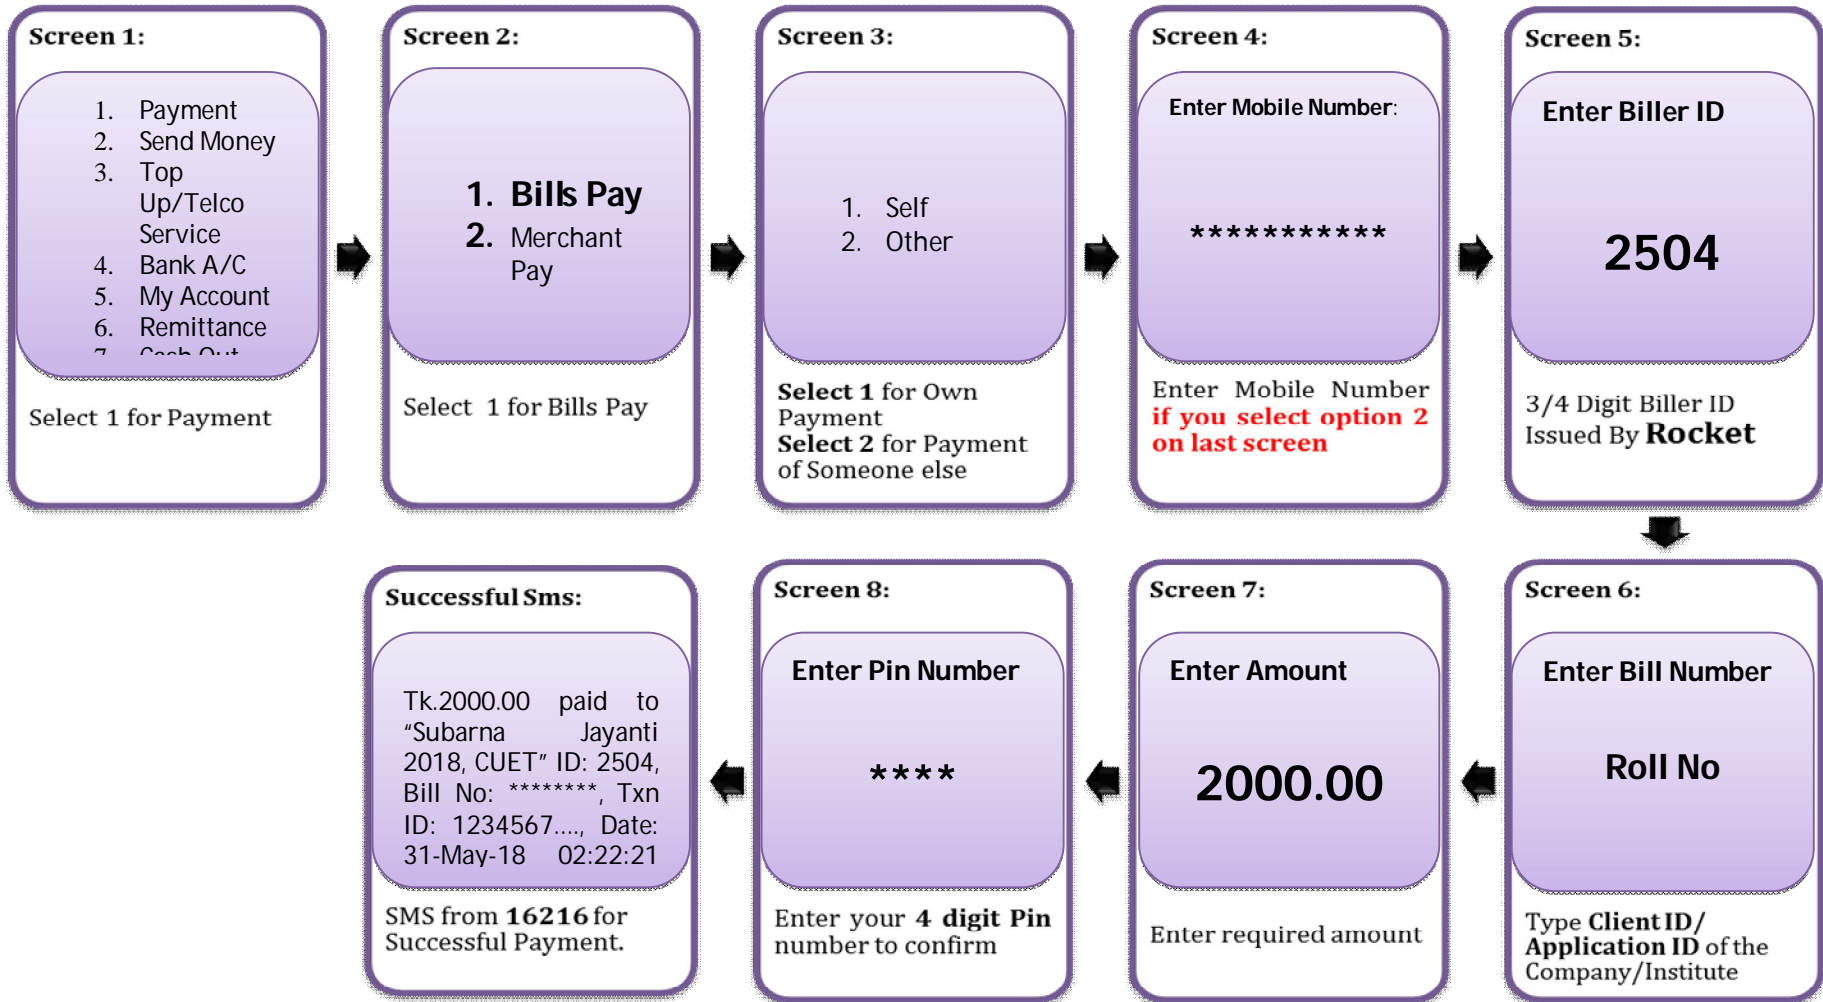 Screen 1:
1. Payment
2. Send Money
3. Top
Up/Telco
Service
4. Bank A/C
5. My Account
6. Remittance
7. Cash Out
Select 1 for Payment
Screen 2:
1. Bills Pay
2. Merchant
Pay
Select 1 for Bills Pay
Screen 3:
1. Self
2. Other
Select 1 for Own
Payment
Select 2 for Payment
of Someone else
Screen 4:
Enter Mobile Number:
***********
Enter Mobile Number
if you select option 2
on last screen
Screen 5:
Enter Biller ID
2504
3/4 Digit Biller ID
Issued By Rocket
Screen 6:
Enter Bill Number
Roll No
Type Client ID/
Application ID of the
Company/Institute
Screen 7:
Enter Amount
2000.00
Enter required amount
Screen 8:
Enter Pin Number
****
Enter your 4 digit Pin
number to confirm
Successful Sms:
Tk.2000.00 paid to
“Subarna Jayanti
2018, CUET” ID: 2504,
Bill No: ********, Txn
ID: 1234567...., Date:
31-May-18 02:22:21
SMS from 16216 for
Successful Payment.